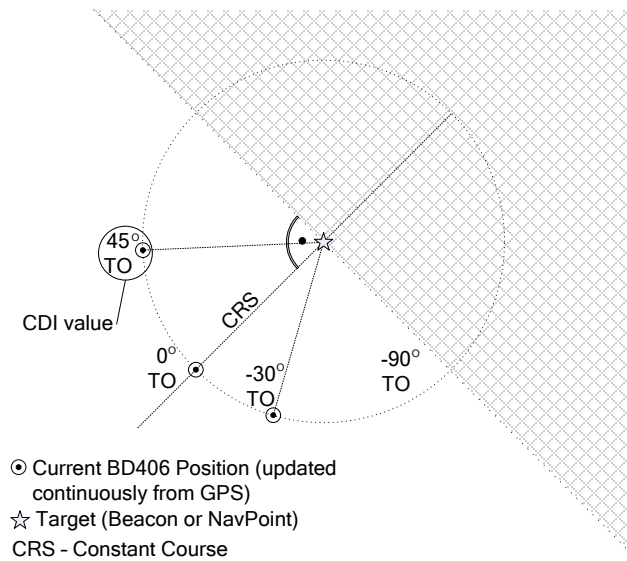 45° TO
CDI value
CRS
0° TO
-30° TO
-90° TO
Current BD406 Position (updated
continuously from GPS)
Target (Beacon or NavPoint)
CRS - Constant Course